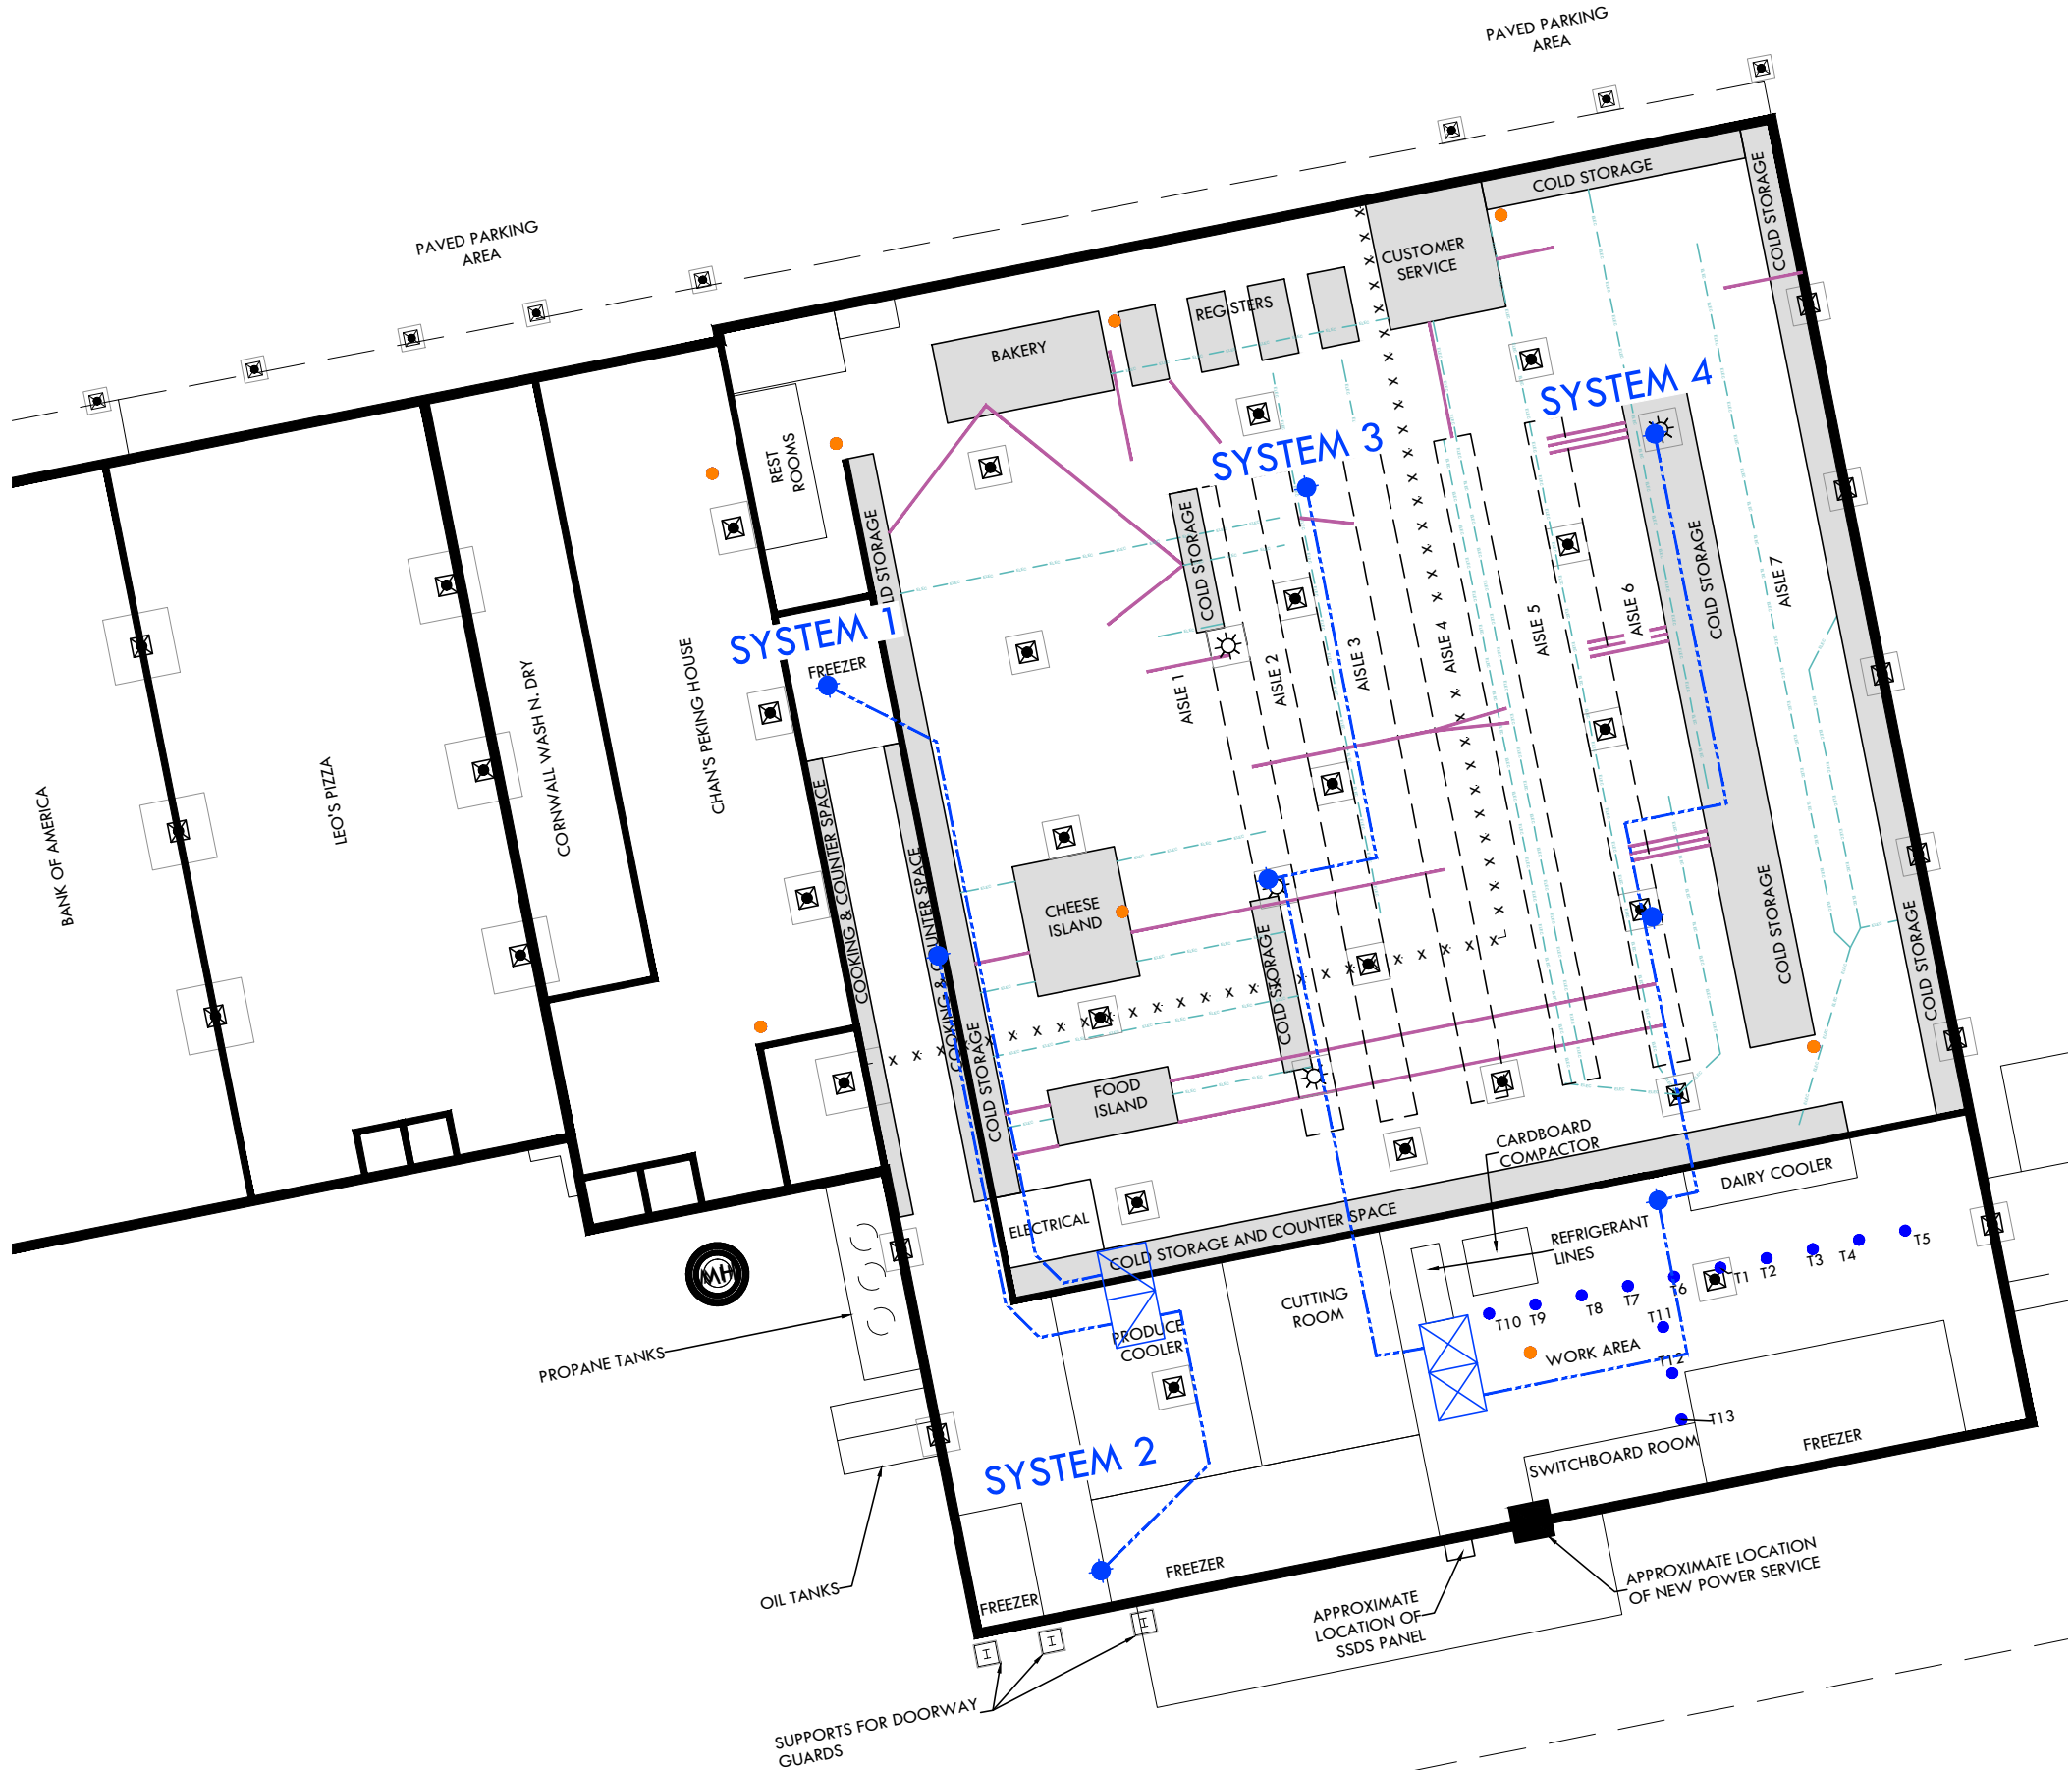 PAVED PARKING
AREA
PAVED PARKING
AREA
COLD STORAGE
COLD STORAGE
CUSTOMER
SERVICE
REGISTERS
BAKERY
REST
ROOMS
SYSTEM 4
SYSTEM 3
SYSTEM 1
FREEZER
LD STORAGE
COLD STORAGE
COLD STORAGE
AISLE 1
AISLE 2
AISLE 3
AISLE 4
AISLE 5
AISLE 6
AISLE 7
BANK OF AMERICA
LEO'S PIZZA
CORNWALL WASH N. DRY
CHAN'S PEKING HOUSE
COOKING & COUNTER SPACE
COOKING & COUNTER SPACE
COLD STORAGE
CHEESE
ISLAND
COLD STORAGE
COLD STORAGE
COLD STORAGE
FOOD
ISLAND
ELECTRICAL
COLD STORAGE AND COUNTER SPACE
CARDBOARD
COMPACTOR
DAIRY COOLER
REFRIGERANT
LINES
CUTTING
ROOM
PRODUCE
COOLER
T1
T2
T3
T4
T5
T6
T7
T8
T9
T10
T11
T12
T13
WORK AREA
MH
PROPANE TANKS
SYSTEM 2
SWITCHBOARD ROOM
FREEZER
FREEZER
FREEZER
OIL TANKS
APPROXIMATE
LOCATION OF
SSDS PANEL
APPROXIMATE LOCATION
OF NEW POWER SERVICE
SUPPORTS FOR DOORWAY
GUARDS